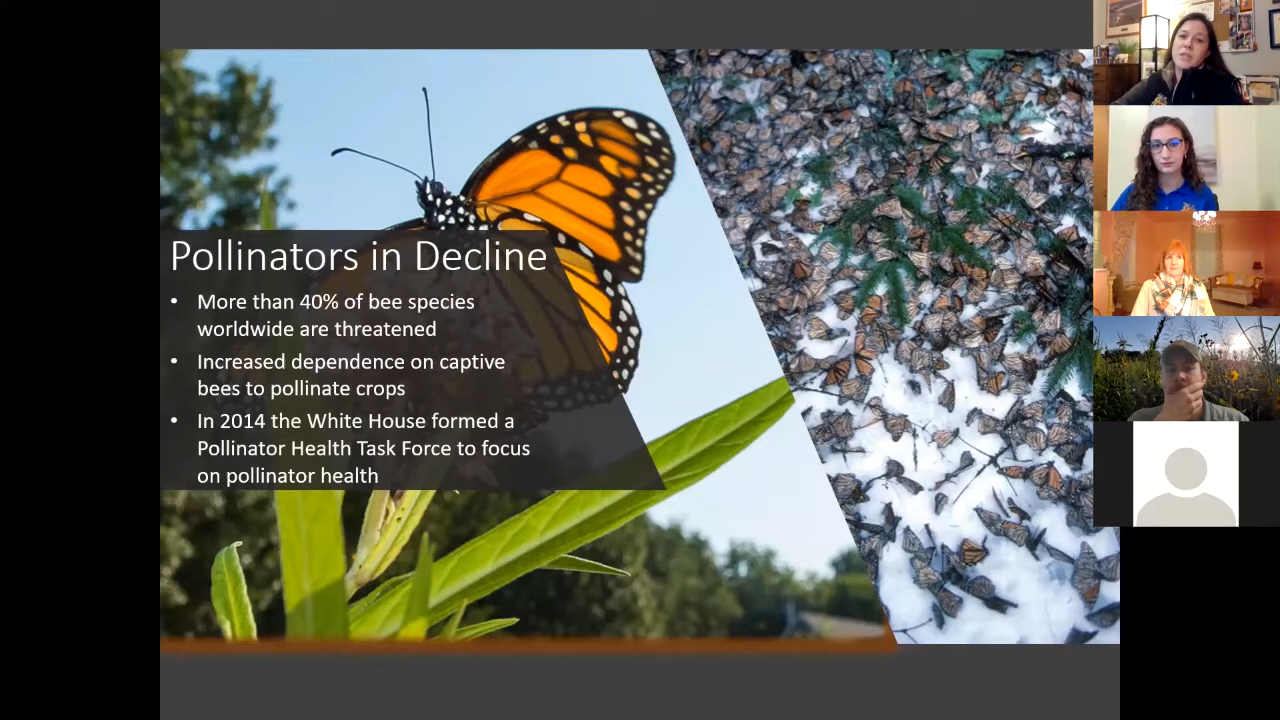 Pollinators in Decline
• More than 40% of bee species
worldwide are threatened
• Increased dependence on captive
bees to pollinate crops
• In 2014 the White House formed a
Pollinator Health Task Force to focus
on pollinator health